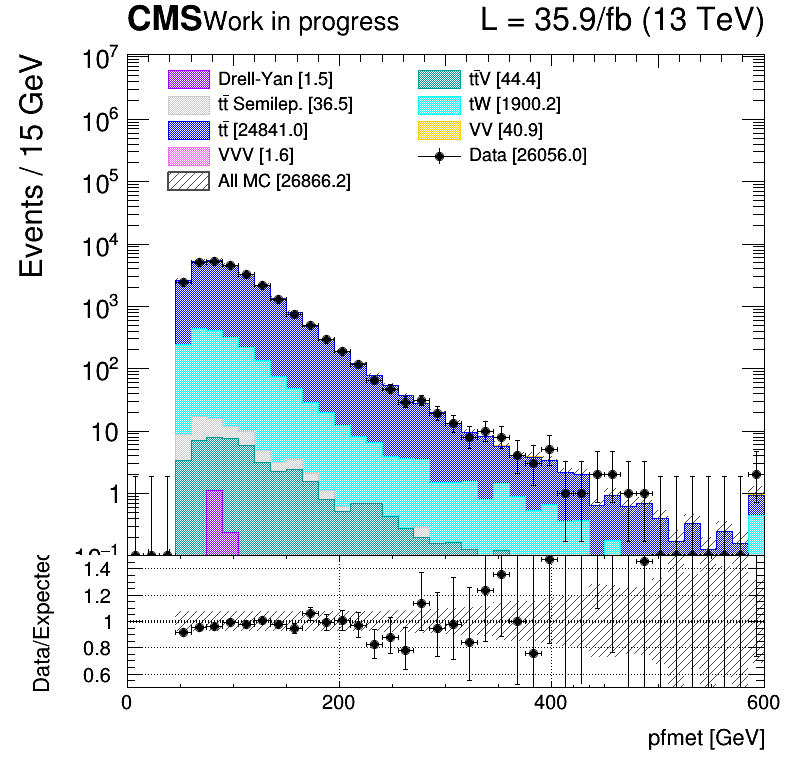 CMS Work in progress L = 35.9/fb (13 TeV)
Events / 15 GeV
10⁷
10⁶
10⁵
10⁴
10³
10²
10
1
10⁻¹
Drell-Yan [1.5]
tt̄ Semilep. [36.5]
tt̄ [24841.0]
VVV [1.6]
All MC [26866.2]
tt̄V [44.4]
tW [1900.2]
VV [40.9]
Data [26056.0]
Data/Expected
1.4
1.2
1
0.8
0.6
0 200 400 600
pfmet [GeV]